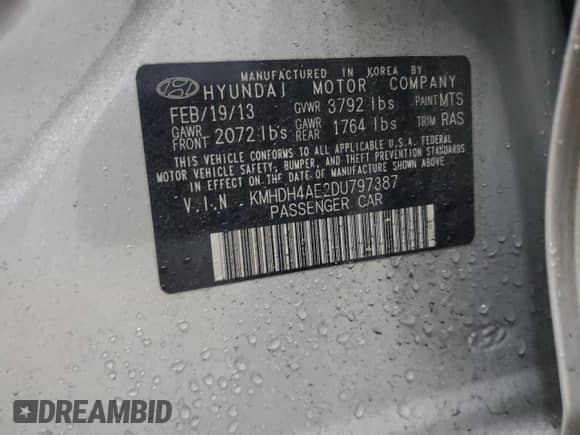 MANUFACTURED IN KOREA BY
HYUNDAI MOTOR COMPANY
FEB/19/13 GVWR 3792 lbs PAINT MTS
GAWR FRONT 2072 lbs GAWR REAR 1764 lbs TRIM RAS
THIS VEHICLE CONFORMS TO ALL APPLICABLE U.S.A. FEDERAL
MOTOR VEHICLE SAFETY, BUMPER, AND THEFT PREVENTION STANDARDS
IN EFFECT ON THE DATE OF MANUFACTURE SHOWN ABOVE.
V.I.N KMHDH4AE2DU797387
PASSENGER CAR
DREAMBID